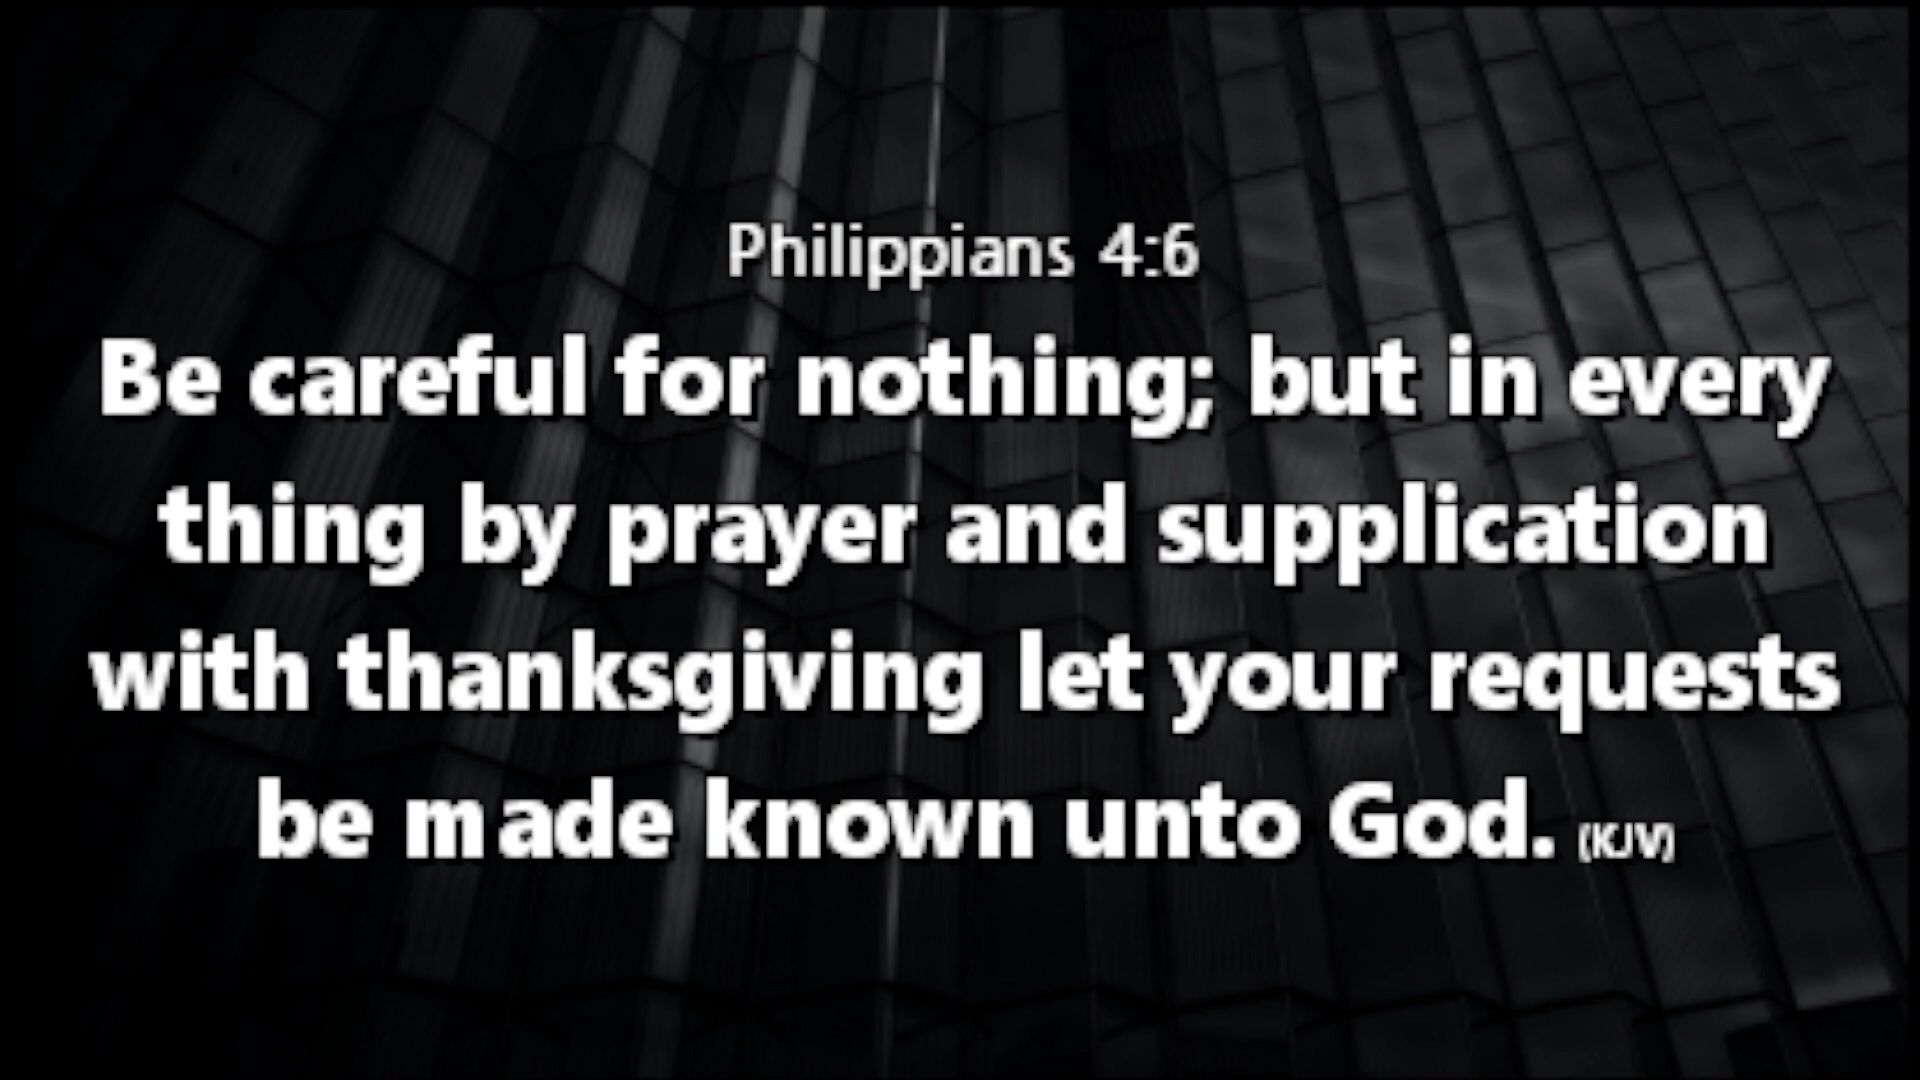 Philippians 4:6
Be careful for nothing; but in every
thing by prayer and supplication
with thanksgiving let your requests
be made known unto God. (KJV)